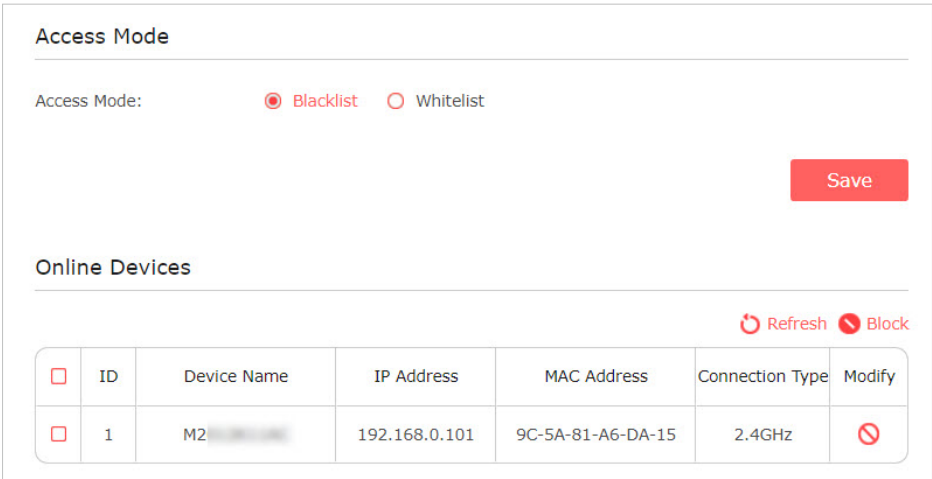 Access Mode
Access Mode: Blacklist Whitelist
Save
Online Devices
Refresh Block
ID Device Name IP Address MAC Address Connection Type Modify
1 192.168.0.101 9C-5A-81-A6-DA-15 2.4GHz